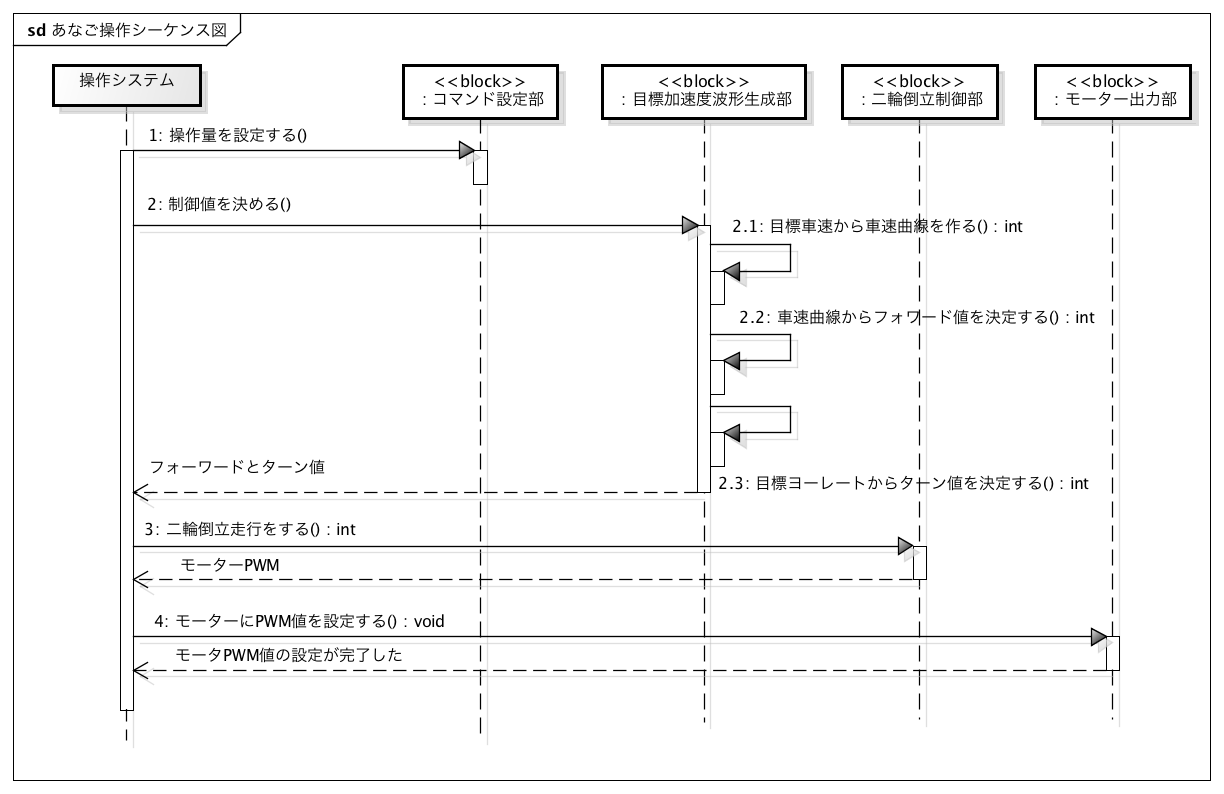 sd あなご操作シーケンス図
操作システム
<<block>>
: コマンド設定部
<<block>>
: 目標加速度波形生成部
<<block>>
: 二輪倒立制御部
<<block>>
: モーター出力部
1: 操作量を設定する()
2: 制御値を決める()
2.1: 目標車速から車速曲線を作る() : int
2.2: 車速曲線からフォワード値を決定する() : int
フォーワードとターン値
2.3: 目標ヨーレートからターン値を決定する() : int
3: 二輪倒立走行をする() : int
モーターPWM
4: モーターにPWM値を設定する() : void
モータPWM値の設定が完了した